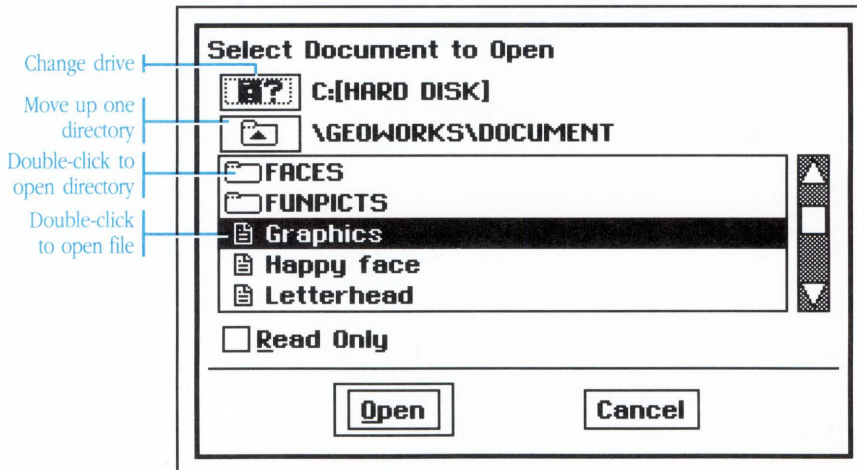 Select Document to Open
Change drive
? C:[HARD DISK]
Move up one
directory
\GEOWORKS\DOCUMENT
Double-click to
open directory
FACES
FUNPICTS
Double-click
to open file
Graphics
Happy face
Letterhead
Read Only
Open
Cancel